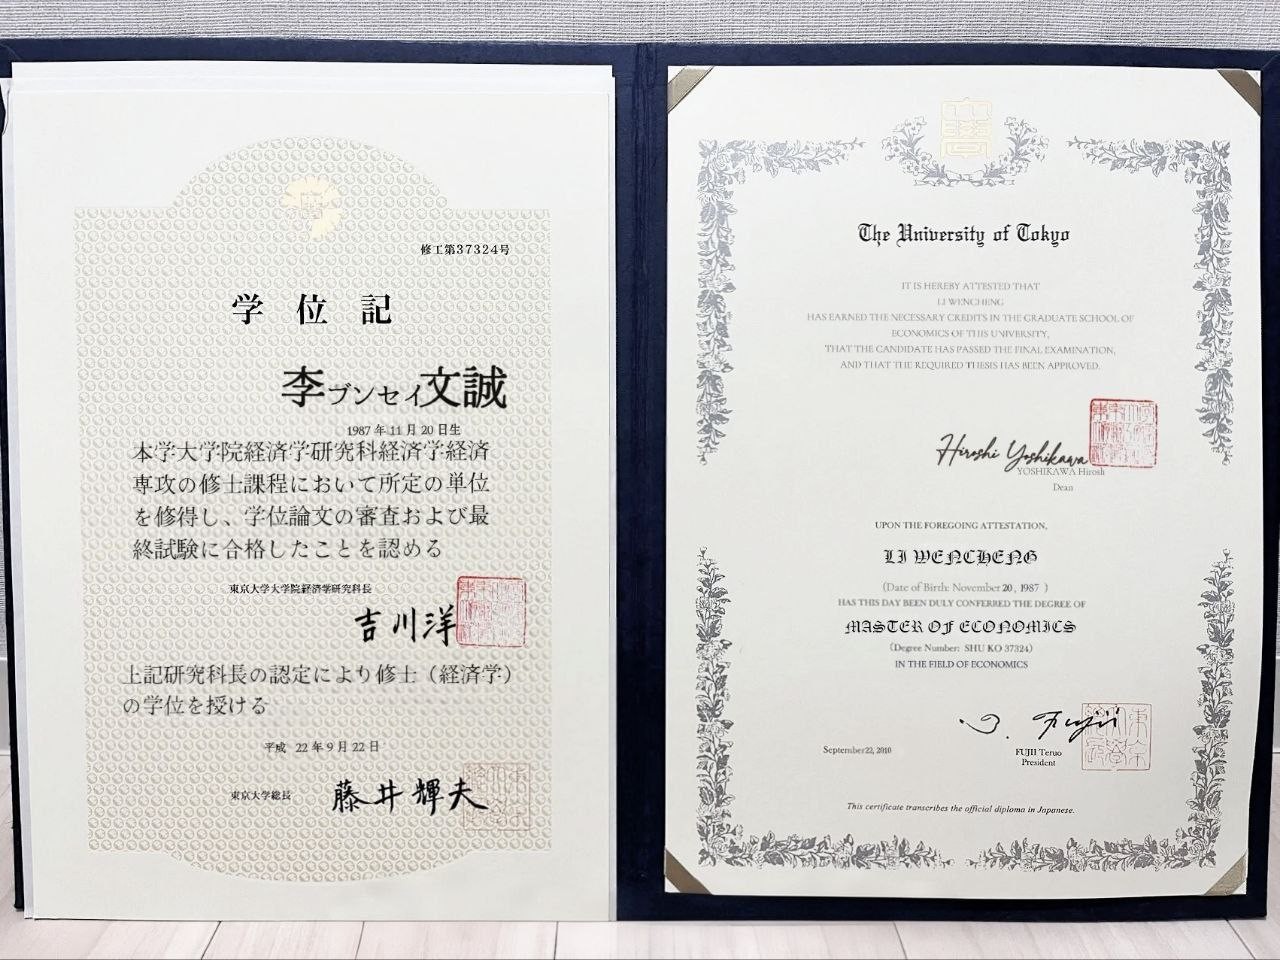 修工第37324号
学位記
李ブンセイ文誠
1987年11月20日生
本学大学院経済学研究科経済学経済
専攻の修士課程において所定の単位
を修得し、学位論文の審査および最
終試験に合格したことを認める
東京大学大学院経済学研究科長
吉川洋
上記研究科長の認定により修士（経済学）
の学位を授ける
平成 22年9月22日
東京大学総長
藤井輝夫
大學
The University of Tokyo
IT IS HEREBY ATTESTED THAT
LI WENCHENG
HAS EARNED THE NECESSARY CREDITS IN THE GRADUATE SCHOOL OF
ECONOMICS OF THIS UNIVERSITY,
THAT THE CANDIDATE HAS PASSED THE FINAL EXAMINATION,
AND THAT THE REQUIRED THESIS HAS BEEN APPROVED.
Hiroshi Yoshikawa
YOSHIKAWA Hirosh
Dean
UPON THE FOREGOING ATTESTATION,
LI WENCHENG
(Date of Birth: November 20, 1987 )
HAS THIS DAY BEEN DULY CONFERRED THE DEGREE OF
MASTER OF ECONOMICS
(Degree Number: SHU KO 37324)
IN THE FIELD OF ECONOMICS
Fujii
September22, 2010
FUJII Teruo
President
This certificate transcribes the official diploma in Japanese.